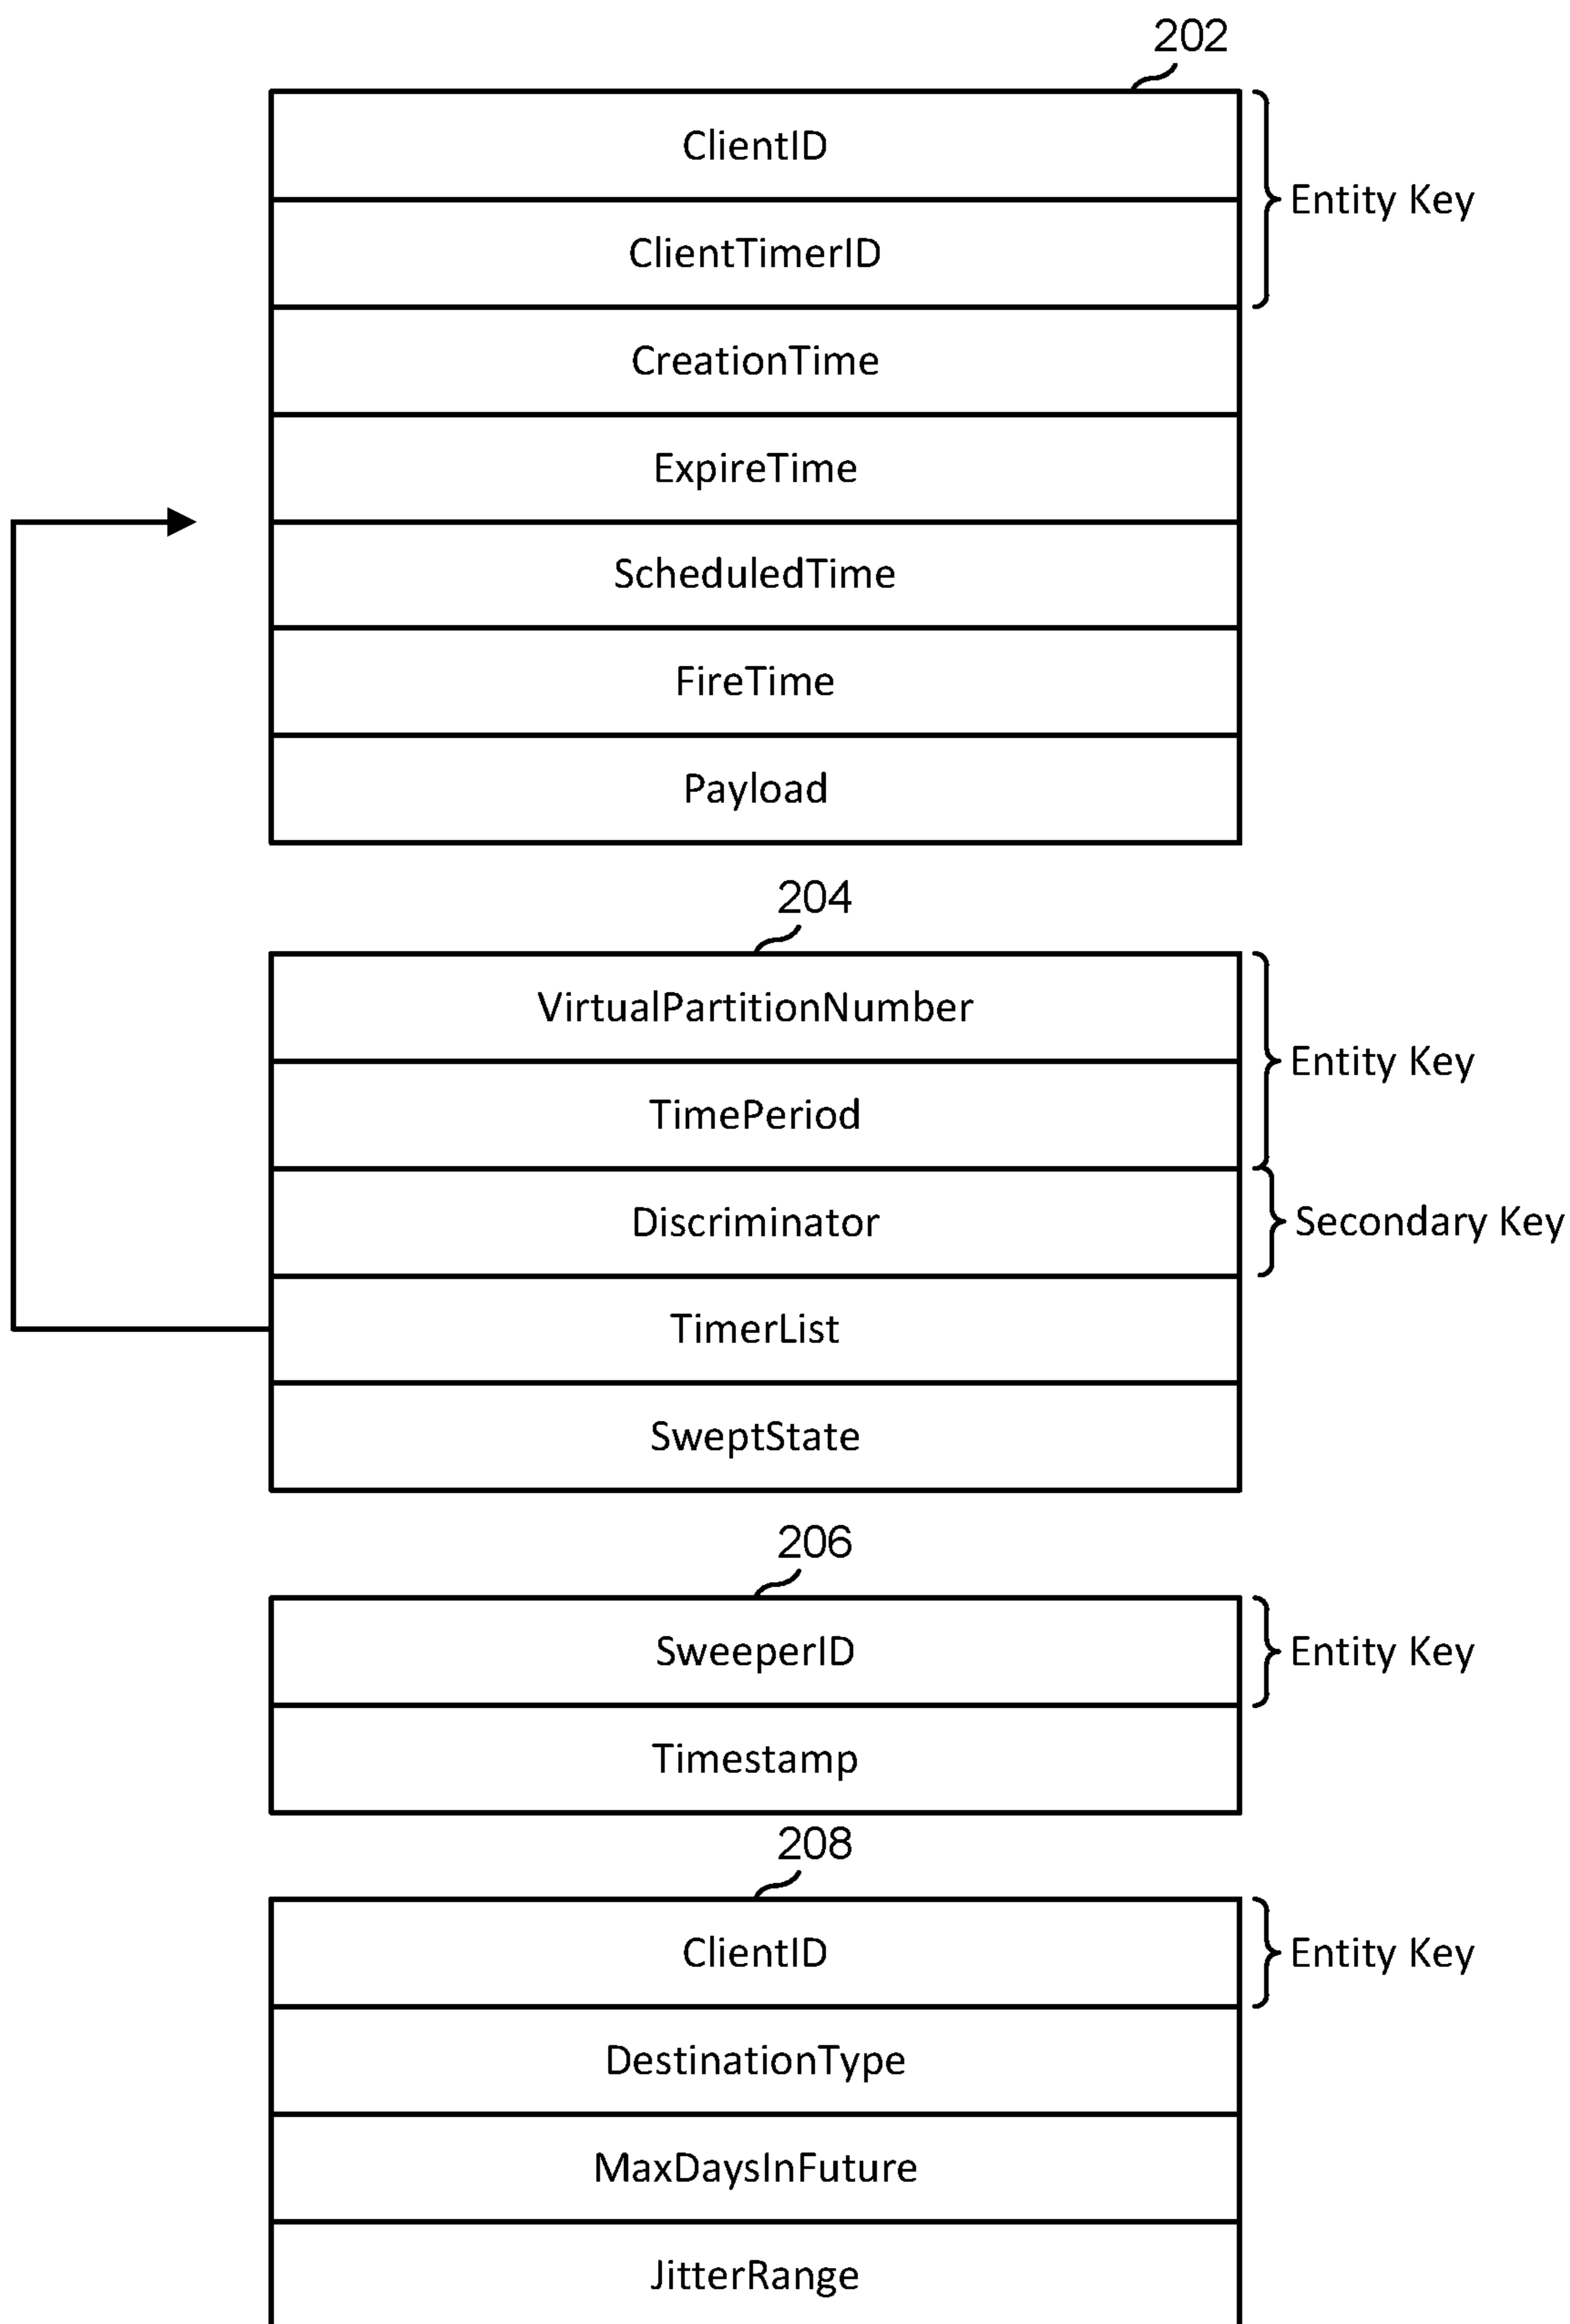 202
ClientID
Entity Key
ClientTimerID
CreationTime
ExpireTime
ScheduledTime
FireTime
Payload
204
VirtualPartitionNumber
Entity Key
TimePeriod
Discriminator
Secondary Key
TimerList
SweptState
206
SweeperID
Entity Key
Timestamp
208
ClientID
Entity Key
DestinationType
MaxDaysInFuture
JitterRange